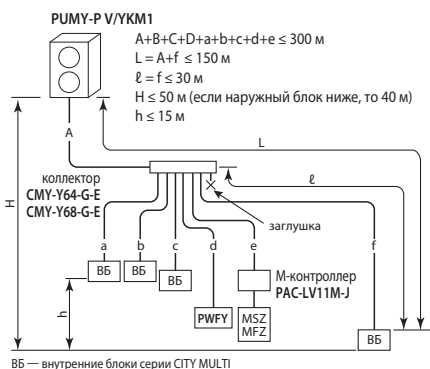 PUMY-P V/YKM1
A+B+C+D+a+b+c+d+e ≤ 300 м
L = A+f ≤ 150 м
ℓ = f ≤ 30 м
H ≤ 50 м (если наружный блок ниже, то 40 м)
h ≤ 15 м
A
L
H
коллектор
CMY-Y64-G-E
CMY-Y68-G-E
ℓ
заглушка
a
b
c
d
e
f
ВБ
ВБ
ВБ
М-контроллер
PAC-LV11M-J
h
PWFY
MSZ
MFZ
ВБ
ВБ — внутренние блоки серии CITY MULTI